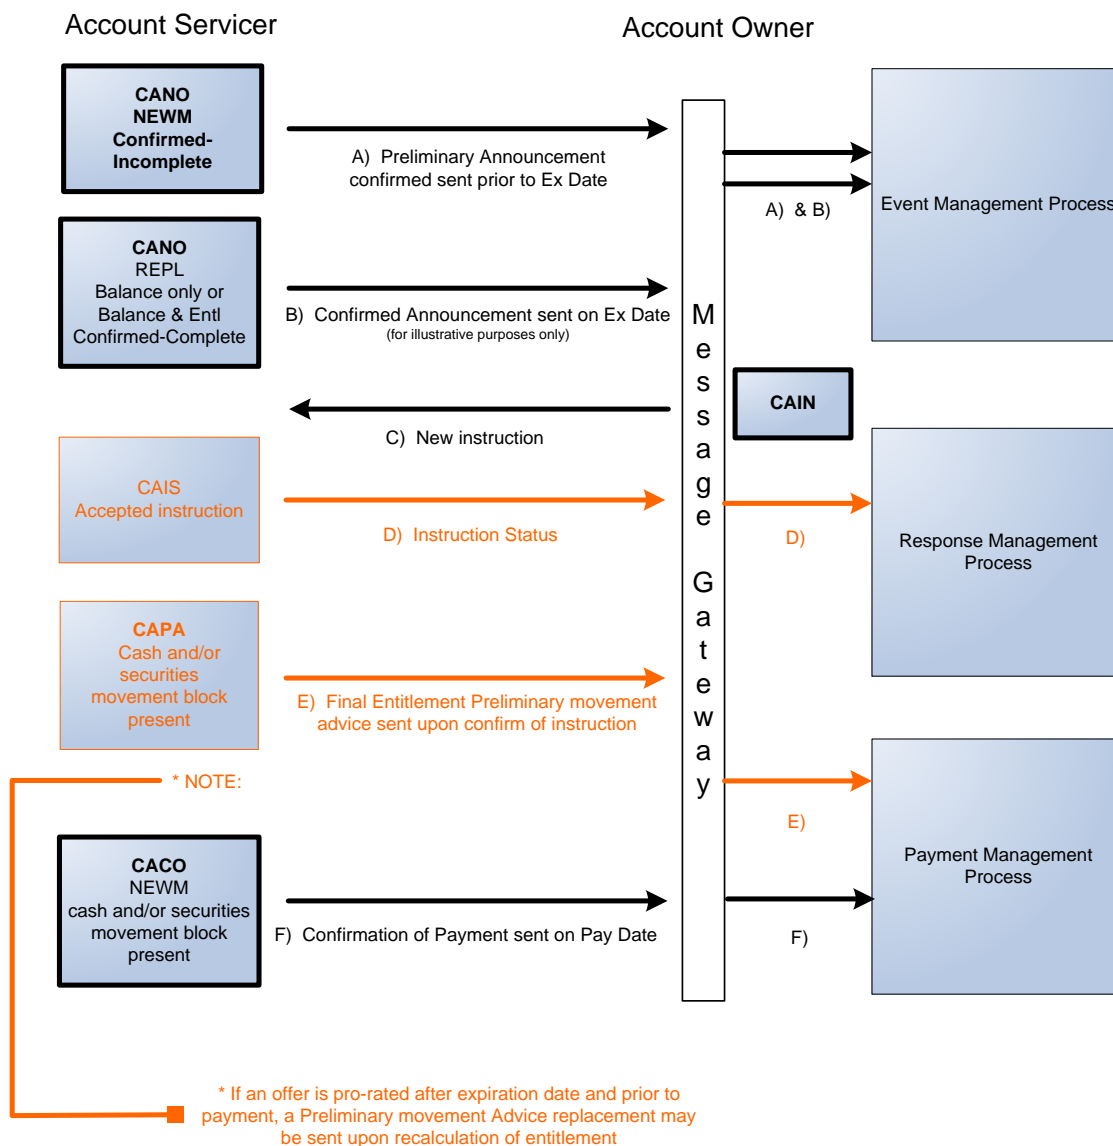 Account Servicer
Account Owner
CANO
NEWM
Confirmed-
Incomplete
A)  Preliminary Announcement
confirmed sent prior to Ex Date
A)  & B)
Event Management Process
CANO
REPL
Balance only or
Balance & Entl
Confirmed-Complete
B)  Confirmed Announcement sent on Ex Date
(for illustrative purposes only)
Message Gateway
CAIN
C)  New instruction
CAIS
Accepted instruction
D)  Instruction Status
D)
Response Management
Process
CAPA
Cash and/or
securities
movement block
present
E)  Final Entitlement Preliminary movement
advice sent upon confirm of instruction
* NOTE:
E)
Payment Management
Process
CACO
NEWM
cash and/or securities
movement block
present
F)  Confirmation of Payment sent on Pay Date
F)
* If an offer is pro-rated after expiration date and prior to
payment, a Preliminary movement Advice replacement may
be sent upon recalculation of entitlement